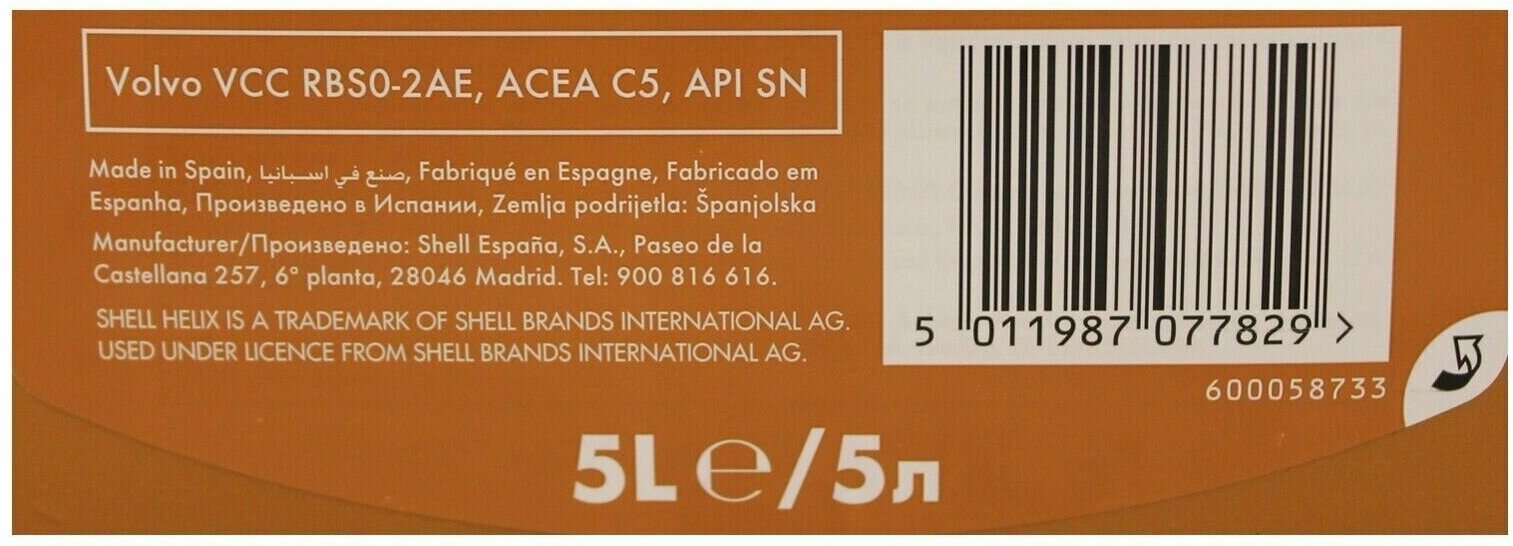 Volvo VCC RBS0-2AE, ACEA C5, API SN
Made in Spain, صنع في اسبانيا, Fabriqué en Espagne, Fabricado em
Espanha, Произведено в Испании, Zemlja podrijetla: Španjolska
Manufacturer/Произведено: Shell España, S.A., Paseo de la
Castellana 257, 6ª planta, 28046 Madrid. Tel: 900 816 616.
SHELL HELIX IS A TRADEMARK OF SHELL BRANDS INTERNATIONAL AG.
USED UNDER LICENCE FROM SHELL BRANDS INTERNATIONAL AG.
5 011987 077829 >
600058733
5L ℮/5л